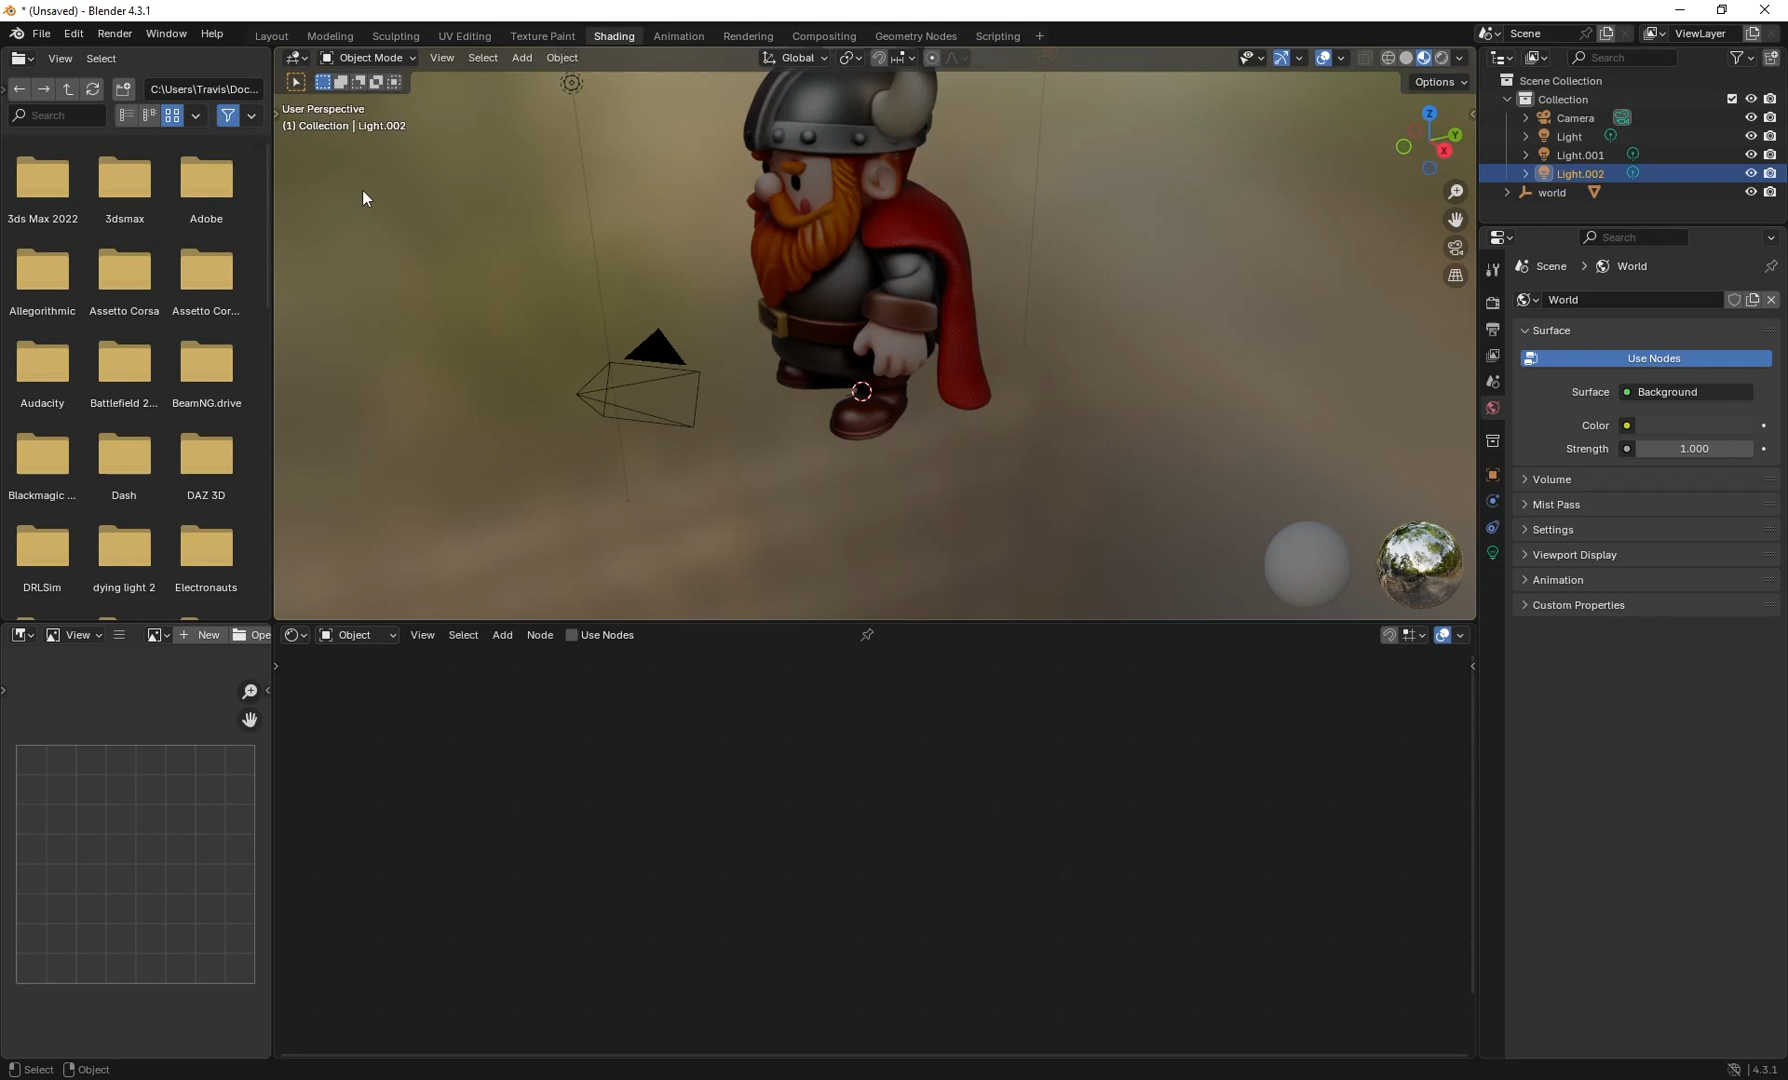 * (Unsaved) - Blender 4.3.1
File Edit Render Window Help
Layout Modeling Sculpting UV Editing Texture Paint Shading Animation Rendering Compositing Geometry Nodes Scripting +
Scene ViewLayer
View Select
C:\Users\Travis\Doc...
Search
3ds Max 2022 3dsmax Adobe
Allegorithmic Assetto Corsa Assetto Cor...
Audacity Battlefield 2... BeamNG.drive
Blackmagic ... Dash DAZ 3D
DRLSim dying light 2 Electronauts
Object Mode View Select Add Object
Global
Options
User Perspective
(1) Collection | Light.002
Z
Y
X
Search
Scene Collection
Collection
Camera
Light
Light.001
Light.002
world
Search
Scene > World
World
Surface
Use Nodes
Surface Background
Color
Strength 1.000
Volume
Mist Pass
Settings
Viewport Display
Animation
Custom Properties
View + New Ope
Object View Select Add Node Use Nodes
Select Object
4.3.1